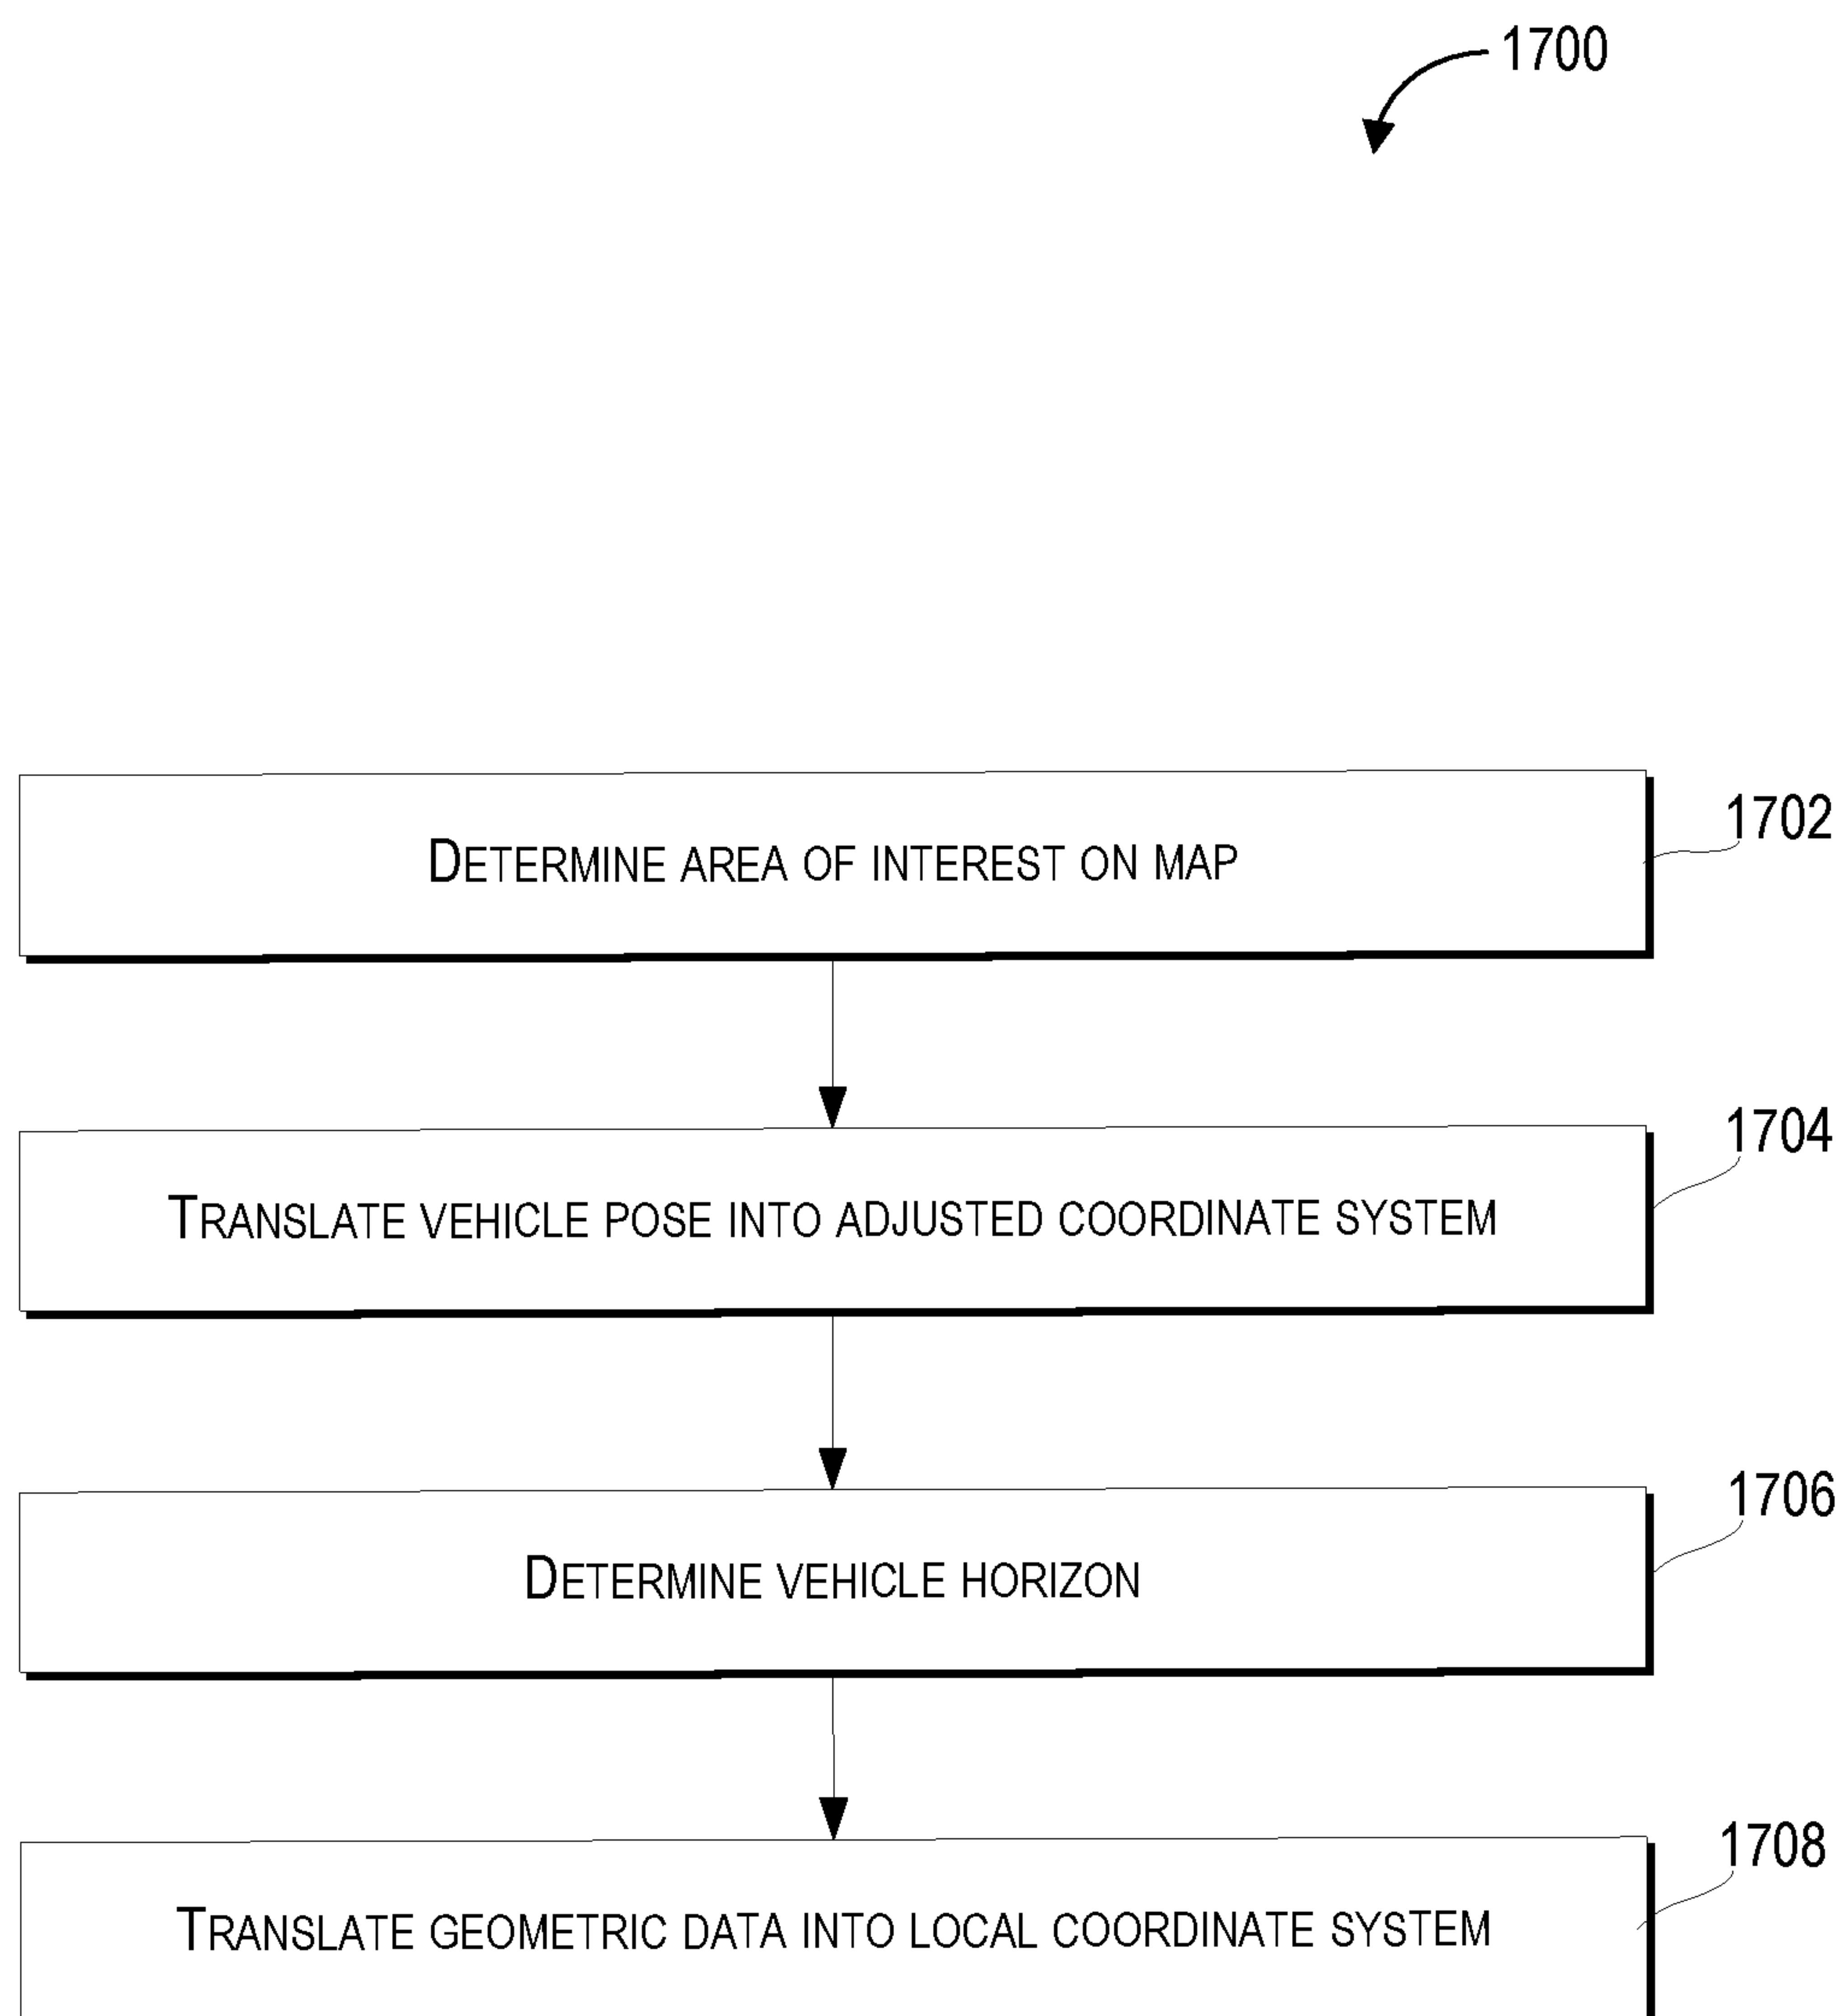 1700
DETERMINE AREA OF INTEREST ON MAP
1702
TRANSLATE VEHICLE POSE INTO ADJUSTED COORDINATE SYSTEM
1704
DETERMINE VEHICLE HORIZON
1706
TRANSLATE GEOMETRIC DATA INTO LOCAL COORDINATE SYSTEM
1708